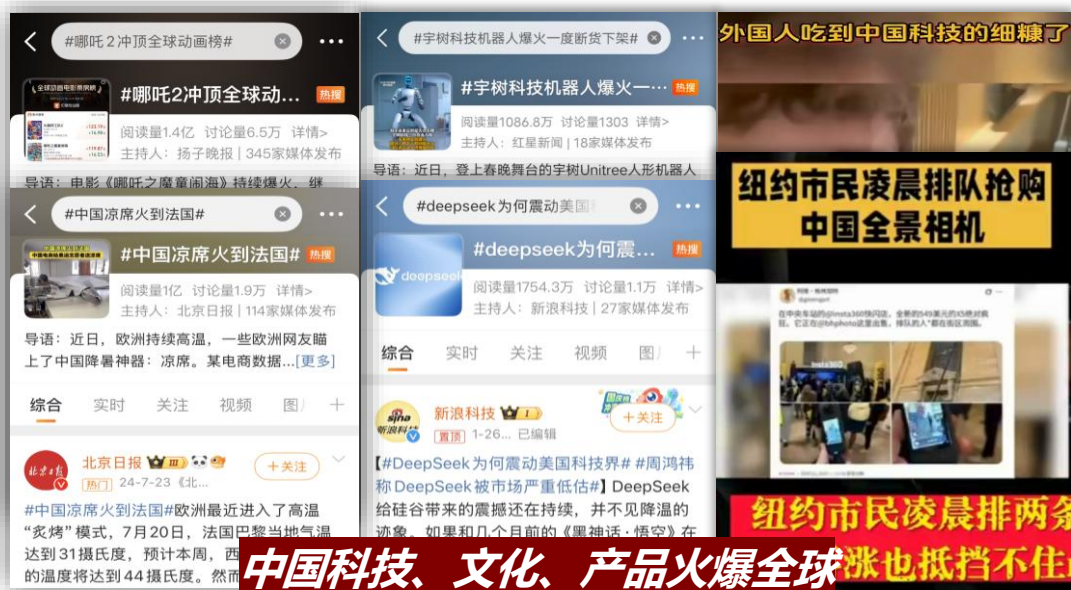 #哪吒2冲顶全球动画榜#
#哪吒2冲顶全球动... 热搜
阅读量1.4亿 讨论量6.5万 详情>
主持人：扬子晚报 | 345家媒体发布
导语：电影《哪吒之魔童闹海》持续爆火，继
#中国凉席火到法国#
#中国凉席火到法国# 热搜
阅读量1亿 讨论量1.9万 详情>
主持人：北京日报 | 114家媒体发布
导语：近日，欧洲持续高温，一些欧洲网友瞄
上了中国降暑神器：凉席。某电商数据...[更多]
综合 实时 关注 视频 图
北京日报 III
+关注
热门 24-7-23 《北...
#中国凉席火到法国#欧洲最近进入了高温
“炙烤”模式，7月20日，法国巴黎当地气温
达到31摄氏度，预计本周，西
的温度将达到44摄氏度。然而
#宇树科技机器人爆火一度断货下架#
#宇树科技机器人爆火一... 热搜
阅读量1086.8万 讨论量1303 详情>
主持人：红星新闻 | 18家媒体发布
导语：近日，登上春晚舞台的宇树Unitree人形机器人
#deepseek为何震动美国
#deepseek为何震... 热搜
deepseek
阅读量1754.3万 讨论量1.1万 详情>
主持人：新浪科技 | 27家媒体发布
综合 实时 关注 视频 图
sina
新浪科技
新浪科技 I
+关注
置顶 1-26... 已编辑
【#DeepSeek为何震动美国科技界# #周鸿祎
称DeepSeek被市场严重低估#】DeepSeek
给硅谷带来的震撼还在持续，并不见降温的
迹象。如果和几个月前的《黑神话·悟空》在
外国人吃到中国科技的细糠了
纽约市民凌晨排队抢购
中国全景相机
Insta360
纽约市民凌晨排两条
涨也抵挡不住
中国科技、文化、产品火爆全球